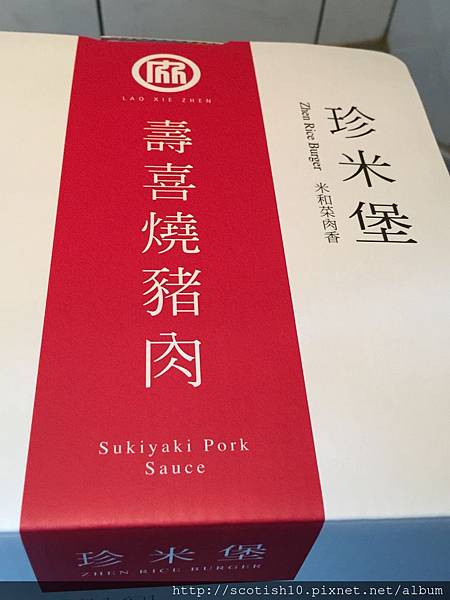 LAO XIE ZHEN
壽喜燒豬肉
Sukiyaki Pork
Sauce
珍米堡
Zhen Rice Burger
米和菜肉香
珍米堡
ZHEN RICE BURGER
http://scotish10.pixnet.net/album